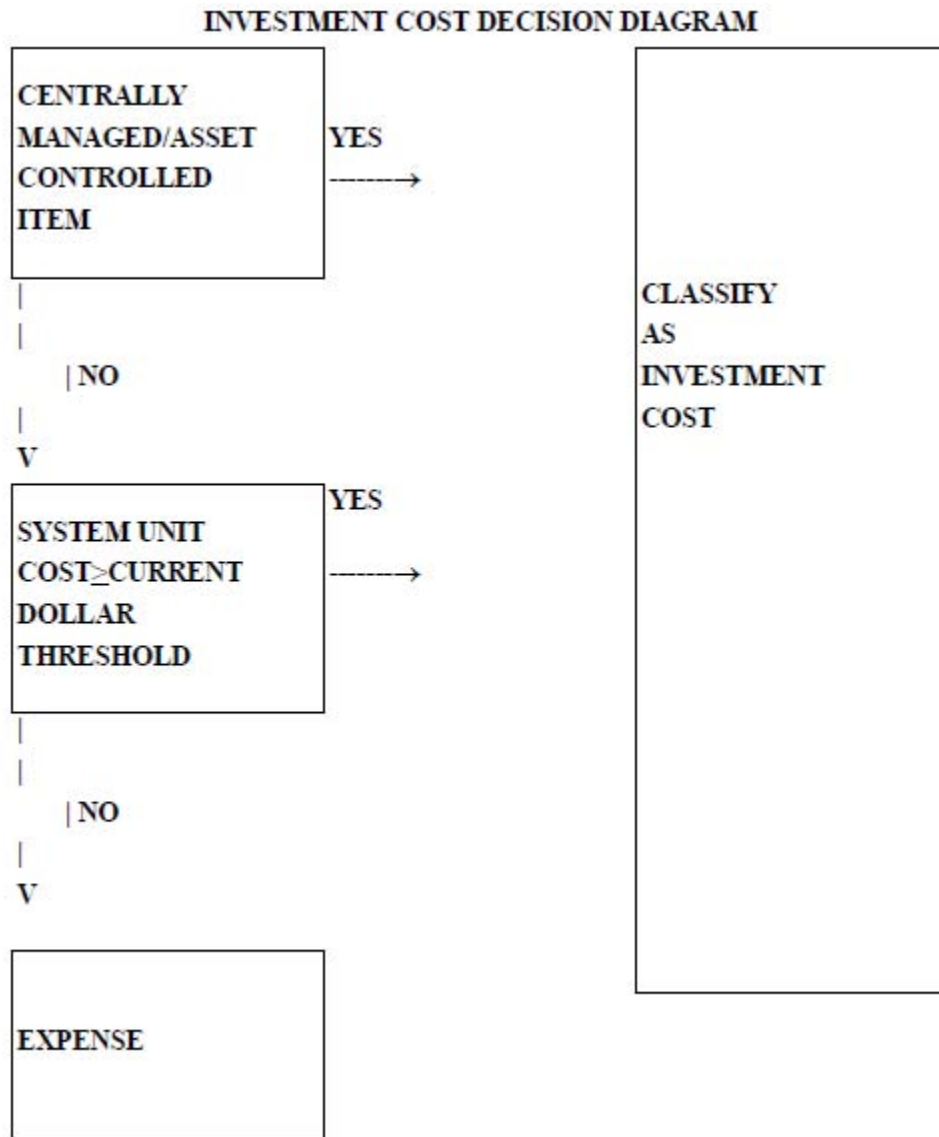 INVESTMENT COST DECISION DIAGRAM
CENTRALLY
MANAGED/ASSET
CONTROLLED
ITEM
YES
--------→
|
|
| NO
|
V
SYSTEM UNIT
COST≥CURRENT
DOLLAR
THRESHOLD
YES
--------→
|
|
| NO
|
V
EXPENSE
CLASSIFY
AS
INVESTMENT
COST